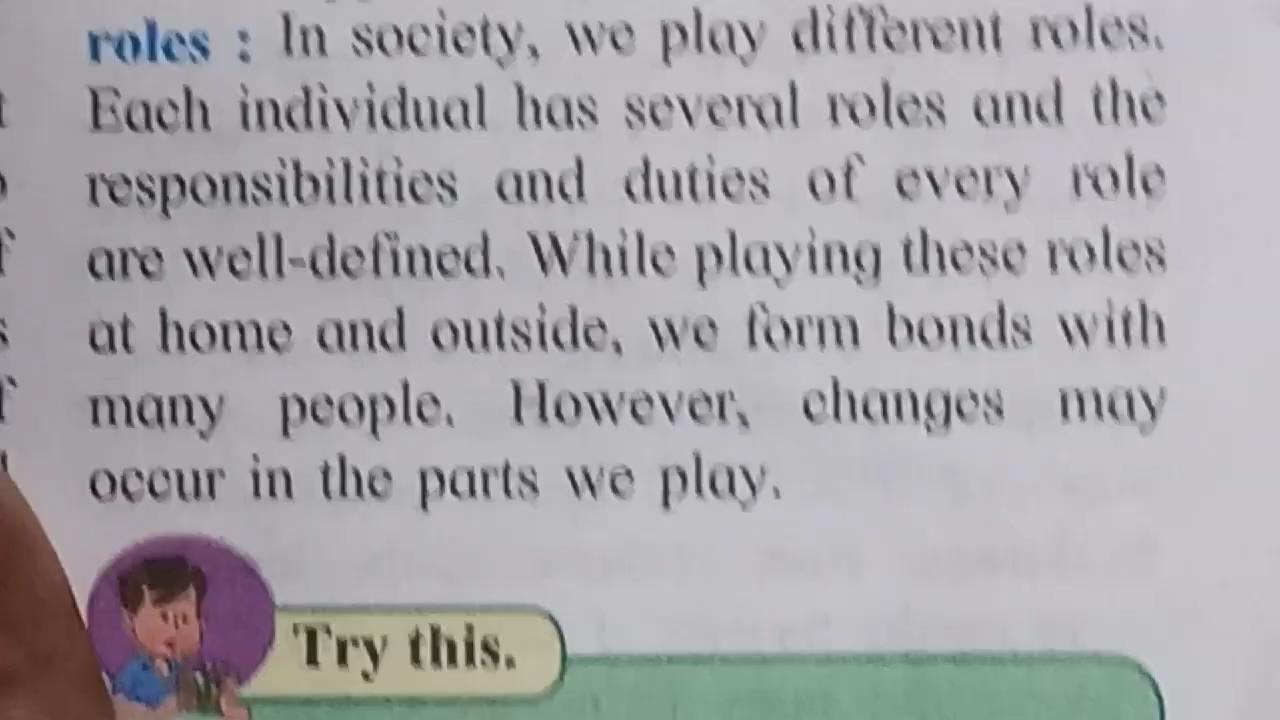 roles : In society, we play different roles.
Each individual has several roles and the
responsibilities and duties of every role
are well-defined. While playing these roles
at home and outside, we form bonds with
many people. However, changes may
occur in the parts we play.
Try this.